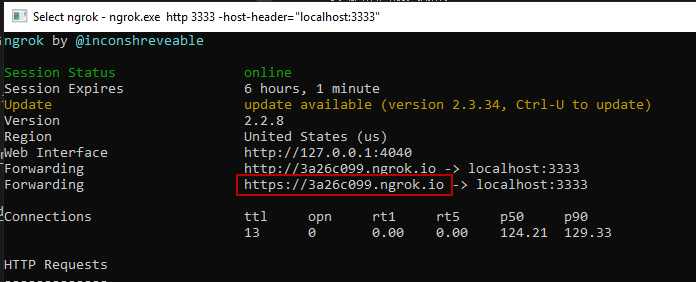 Select ngrok - ngrok.exe http 3333 -host-header="localhost:3333"
ngrok by @inconshreveable
Session Status online
Session Expires 6 hours, 1 minute
Update update available (version 2.3.34, Ctrl-U to update)
Version 2.2.8
Region United States (us)
Web Interface http://127.0.0.1:4040
Forwarding http://3a26c099.ngrok.io -> localhost:3333
Forwarding https://3a26c099.ngrok.io -> localhost:3333
Connections ttl opn rt1 rt5 p50 p90
13 0 0.00 0.00 124.21 129.33
HTTP Requests
-------------